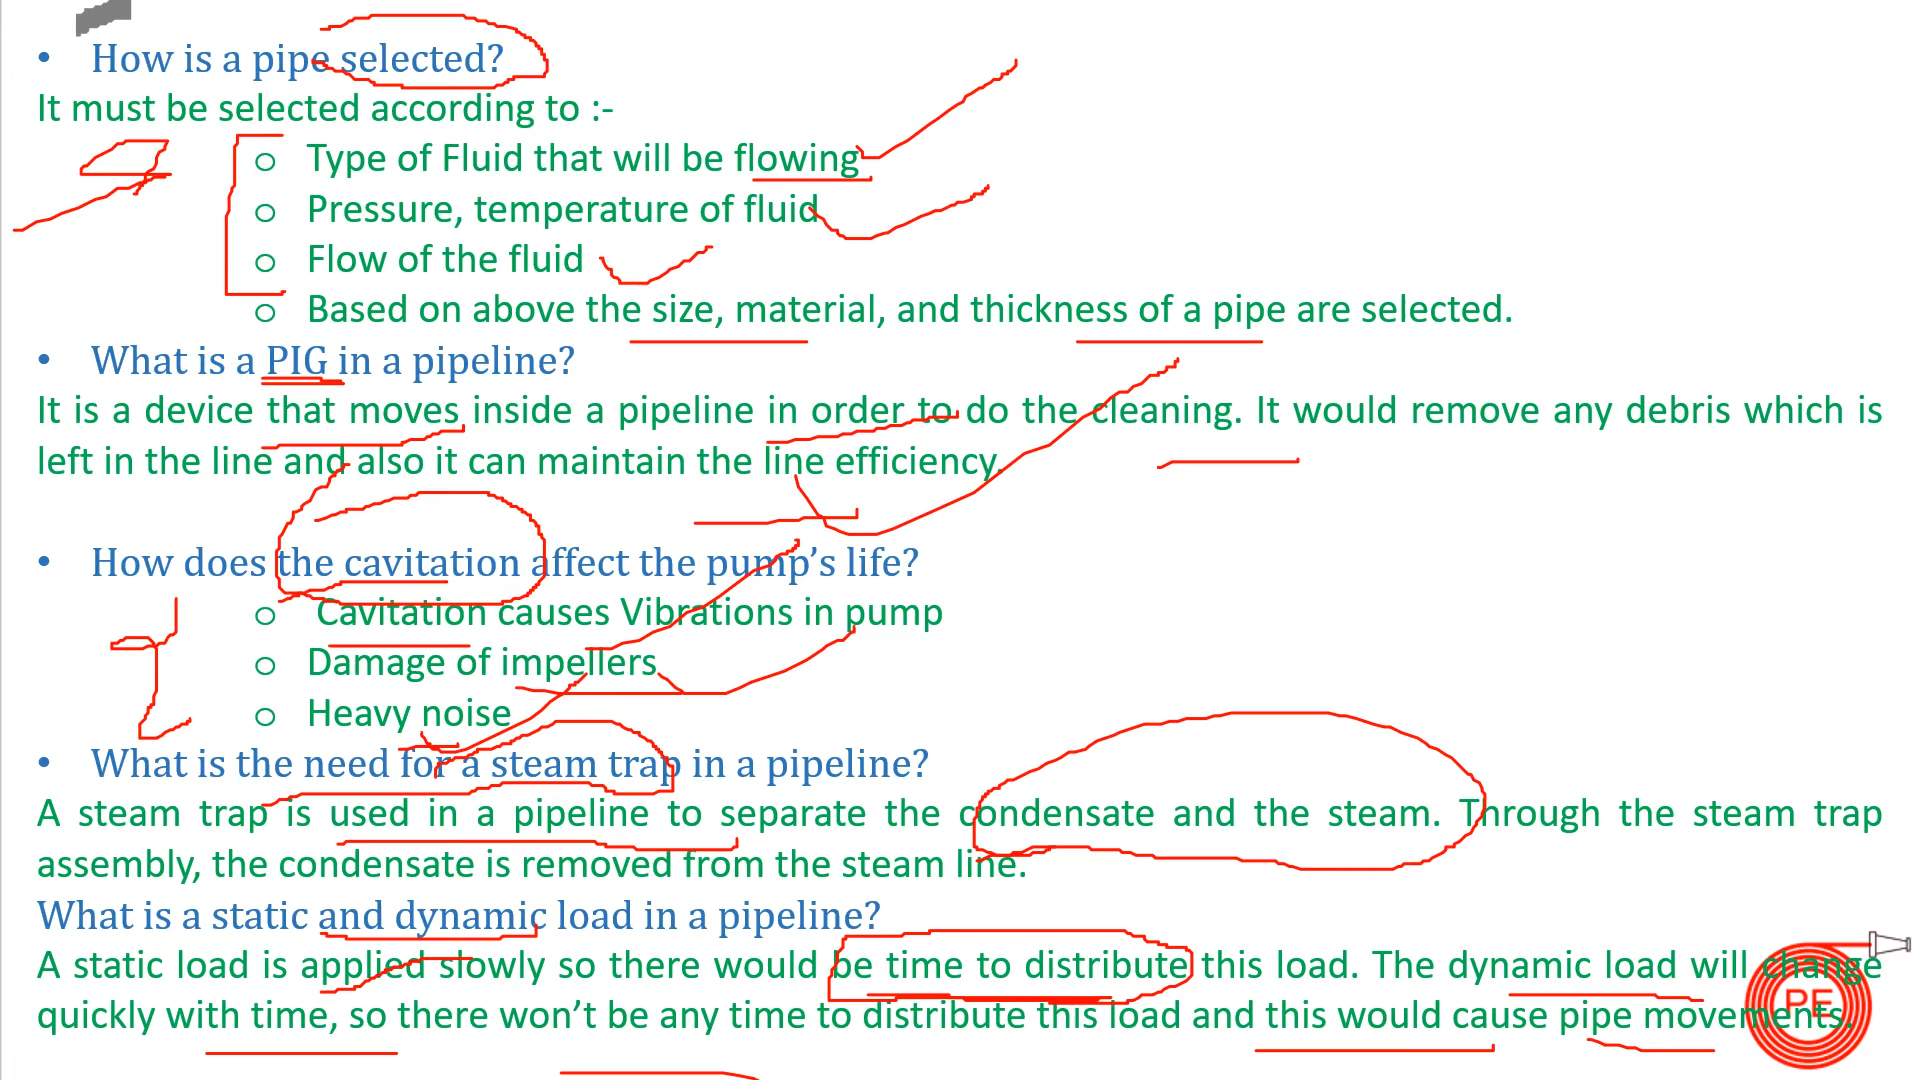 • How is a pipe selected?
It must be selected according to :-
o Type of Fluid that will be flowing
o Pressure, temperature of fluid
o Flow of the fluid
o Based on above the size, material, and thickness of a pipe are selected.
• What is a PIG in a pipeline?
It is a device that moves inside a pipeline in order to do the cleaning. It would remove any debris which is
left in the line and also it can maintain the line efficiency.
• How does the cavitation affect the pump’s life?
o Cavitation causes Vibrations in pump
o Damage of impellers
o Heavy noise
• What is the need for a steam trap in a pipeline?
A steam trap is used in a pipeline to separate the condensate and the steam. Through the steam trap
assembly, the condensate is removed from the steam line.
What is a static and dynamic load in a pipeline?
A static load is applied slowly so there would be time to distribute this load. The dynamic load will change
quickly with time, so there won’t be any time to distribute this load and this would cause pipe movements.
PE